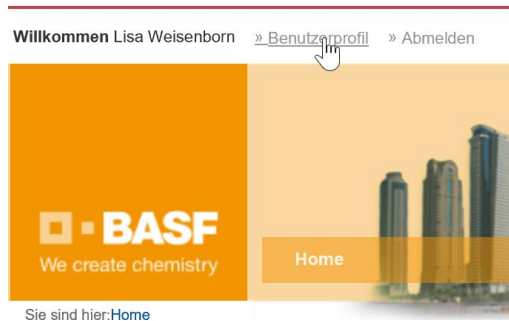 Willkommen Lisa Weisenborn » Benutzerprofil » Abmelden
BASF
We create chemistry
Home
Sie sind hier:Home